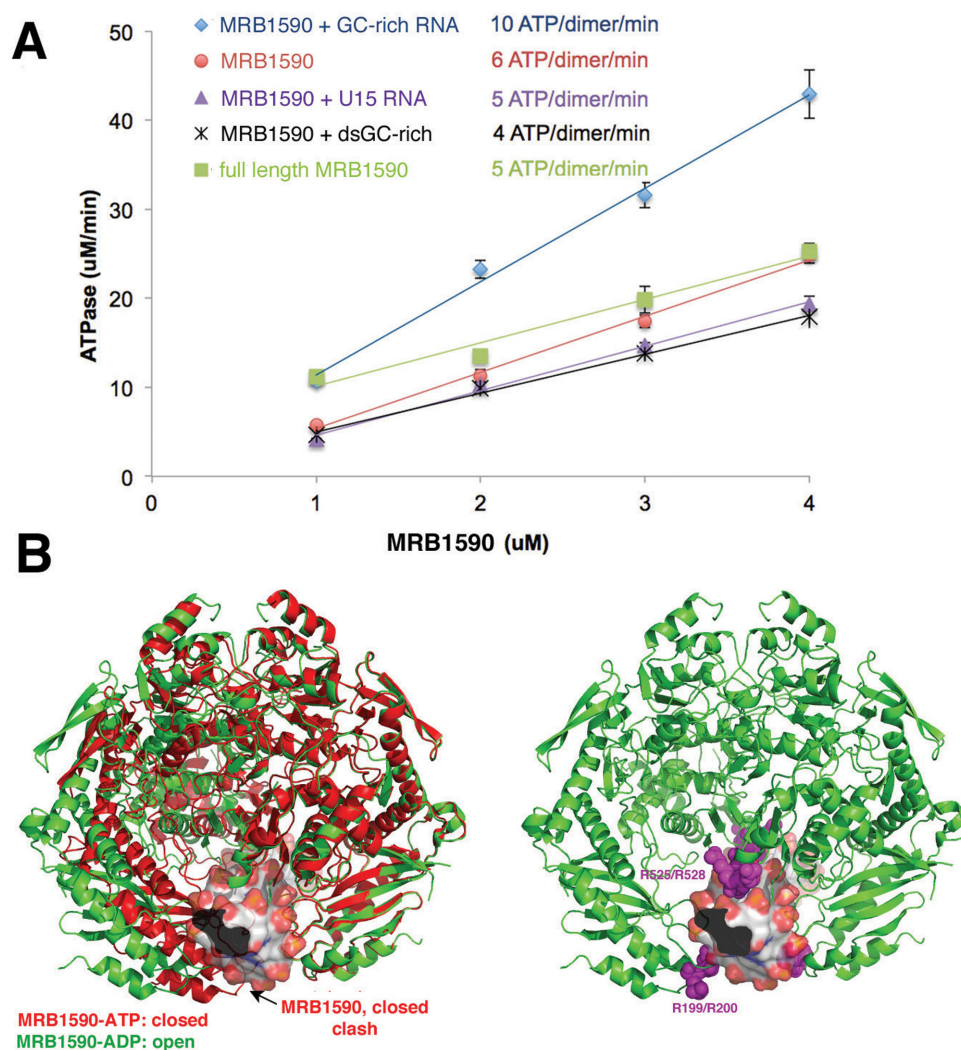 A
50
40
30
20
10
0
ATPase (uM/min)
MRB1590 + GC-rich RNA 10 ATP/dimer/min
MRB1590 6 ATP/dimer/min
MRB1590 + U15 RNA 5 ATP/dimer/min
MRB1590 + dsGC-rich 4 ATP/dimer/min
full length MRB1590 5 ATP/dimer/min
0 1 2 3 4
MRB1590 (uM)
B
MRB1590, closed
clash
MRB1590-ATP: closed
MRB1590-ADP: open
R525/R528
R199/R200